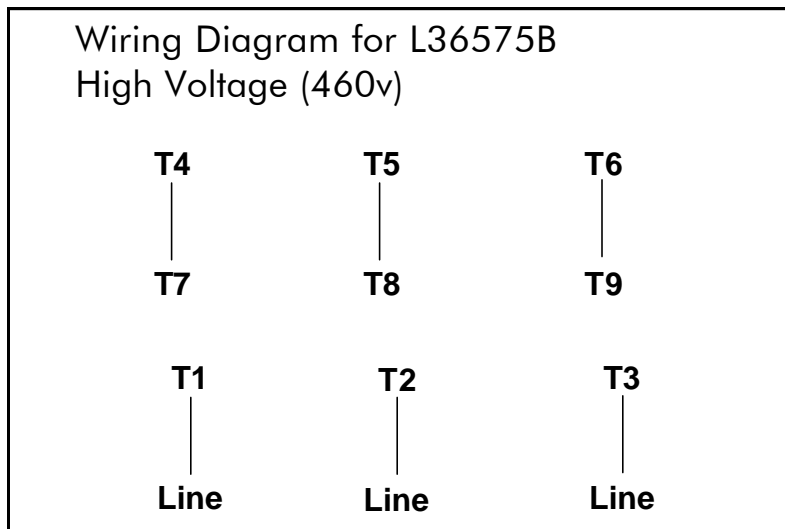 Wiring Diagram for L36575B
High Voltage (460v)
T4 T5 T6
T7 T8 T9
T1 T2 T3
Line Line Line